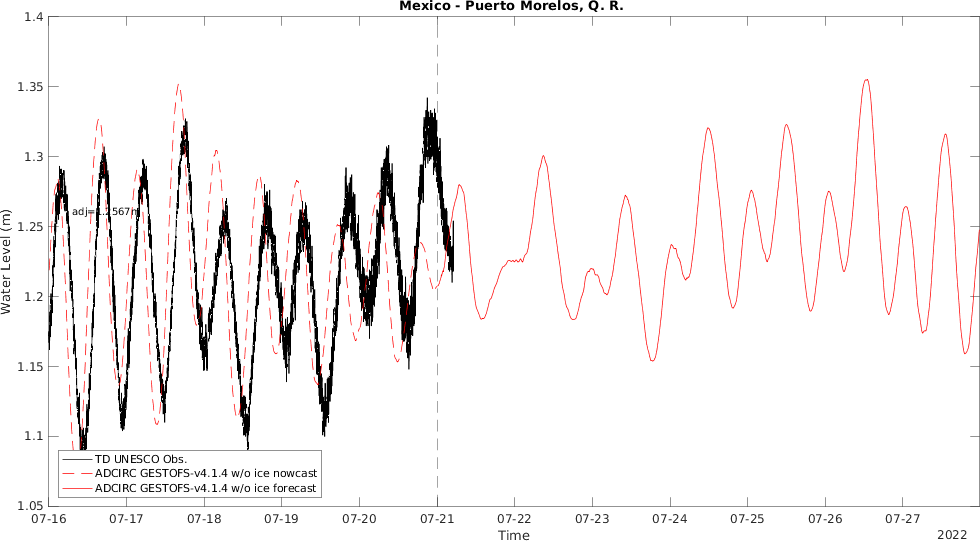 Mexico - Puerto Morelos, Q. R.
1.4
1.35
1.3
1.25
1.2
1.15
1.1
1.05
Water Level (m)
adj=1.2567m
TD UNESCO Obs.
ADCIRC GESTOFS-v4.1.4 w/o ice nowcast
ADCIRC GESTOFS-v4.1.4 w/o ice forecast
07-16 07-17 07-18 07-19 07-20 07-21 07-22 07-23 07-24 07-25 07-26 07-27
Time
2022